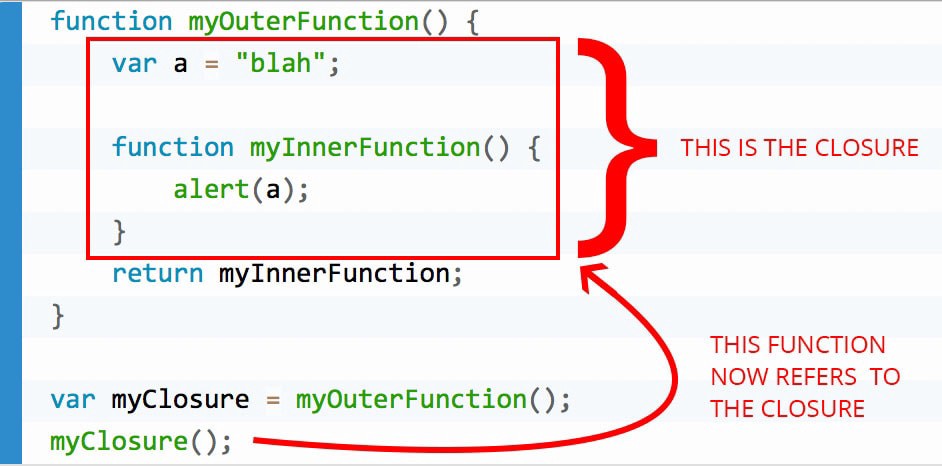 function myOuterFunction() {
var a = "blah";
function myInnerFunction() {
THIS IS THE CLOSURE
alert(a);
}
return myInnerFunction;
}
THIS FUNCTION
NOW REFERS TO
THE CLOSURE
var myClosure = myOuterFunction();
myClosure();